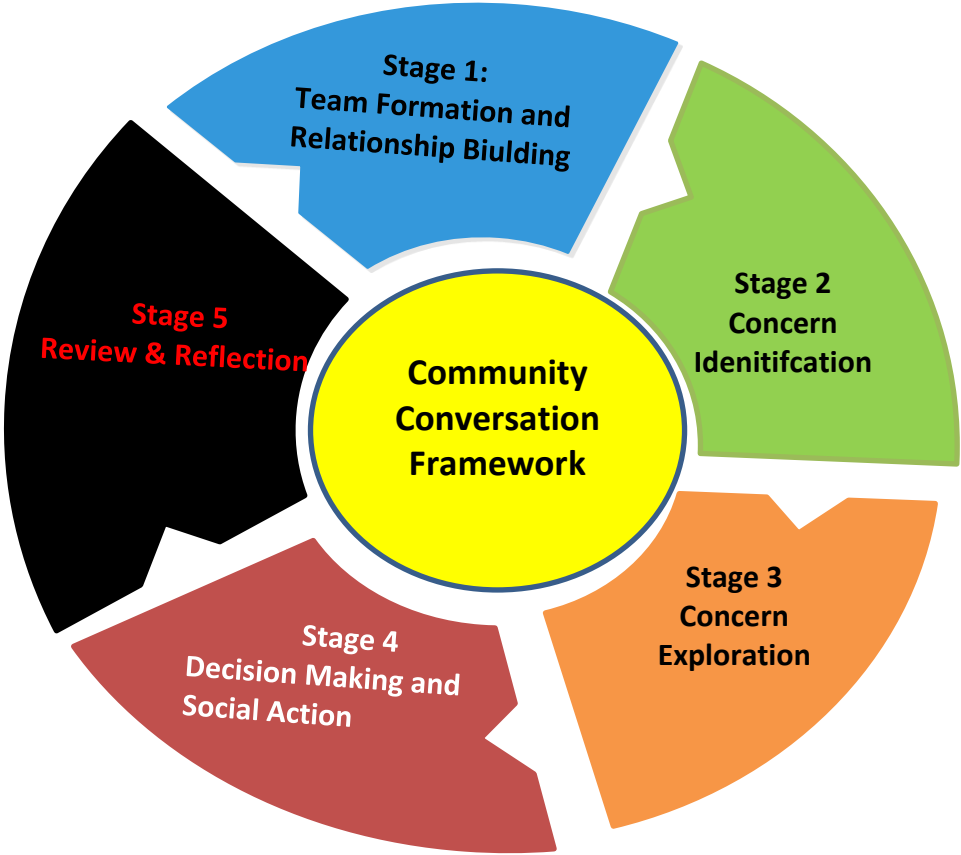 Stage 1:
Team Formation and
Relationship Biulding
Stage 2
Concern
Idenitifcation
Stage 3
Concern
Exploration
Stage 4
Decision Making and
Social Action
Stage 5
Review & Reflection
Community
Conversation
Framework